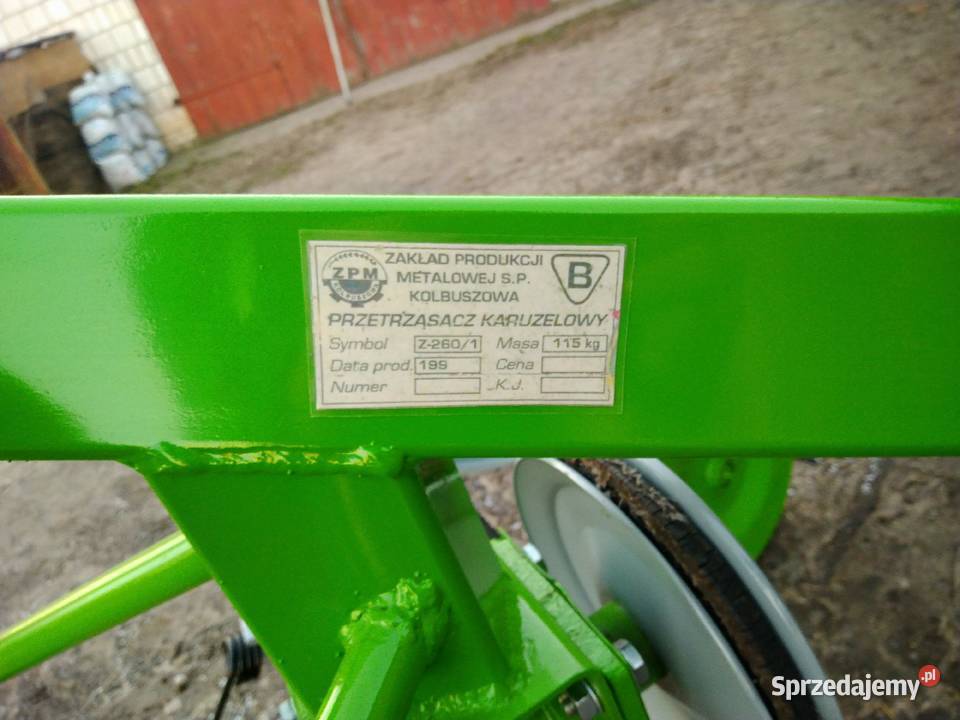 ZPM
KOLBUSZOWA
ZAKŁAD PRODUKCJI
METALOWEJ S.P.
KOLBUSZOWA
B
PRZETRZĄSACZ KARUZELOWY
Symbol Z-260/1 Masa 115 kg
Data prod. 199 Cena
Numer K.J.
Sprzedajemy.pl